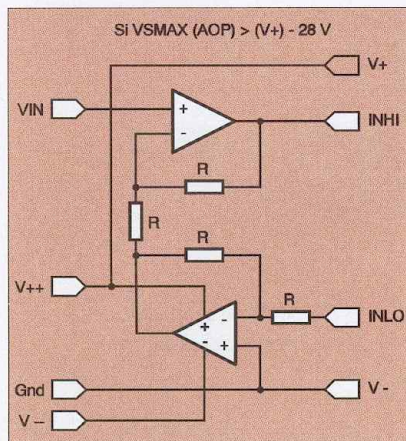 Si VSMAX (AOP) > (V+) - 28 V
V+
VIN
+
-
INHI
R
R
R
V++
+
-
-
+
R
INLO
Gnd
V -
V --